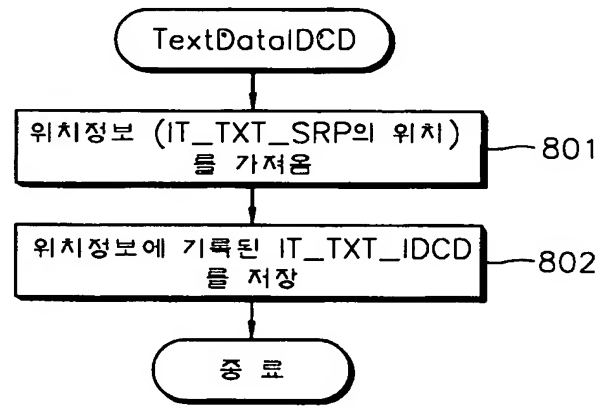 TextDataIDCD
위치정보 (IT_TXT_SRP의 위치)
를 가져옴
801
위치정보에 기록된 IT_TXT_IDCD
를 저장
802
종 료